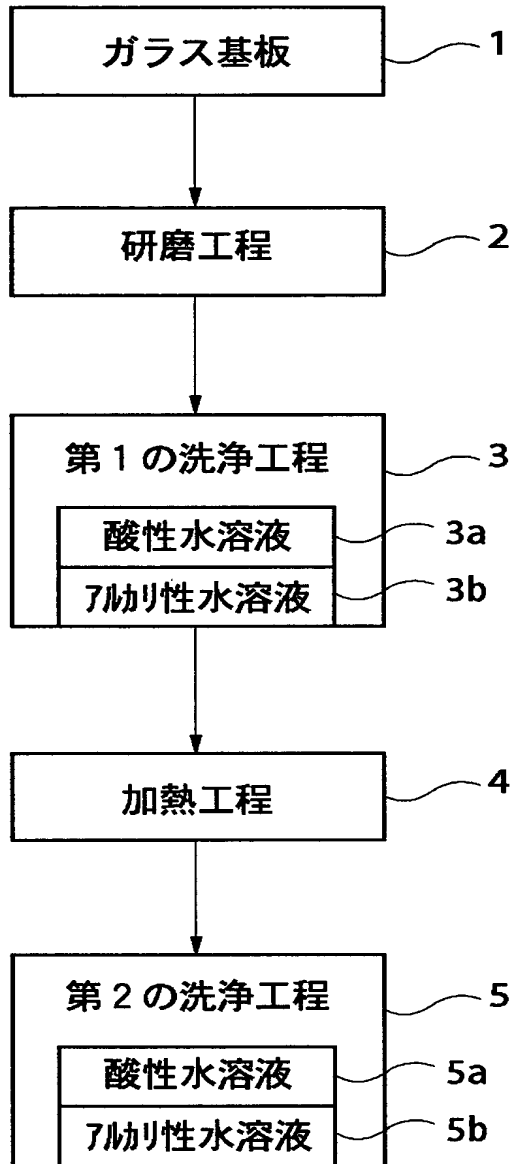 ガラス基板 1
研磨工程 2
第1の洗浄工程 3
酸性水溶液 3a
ｱﾙｶﾘ性水溶液 3b
加熱工程 4
第2の洗浄工程 5
酸性水溶液 5a
ｱﾙｶﾘ性水溶液 5b